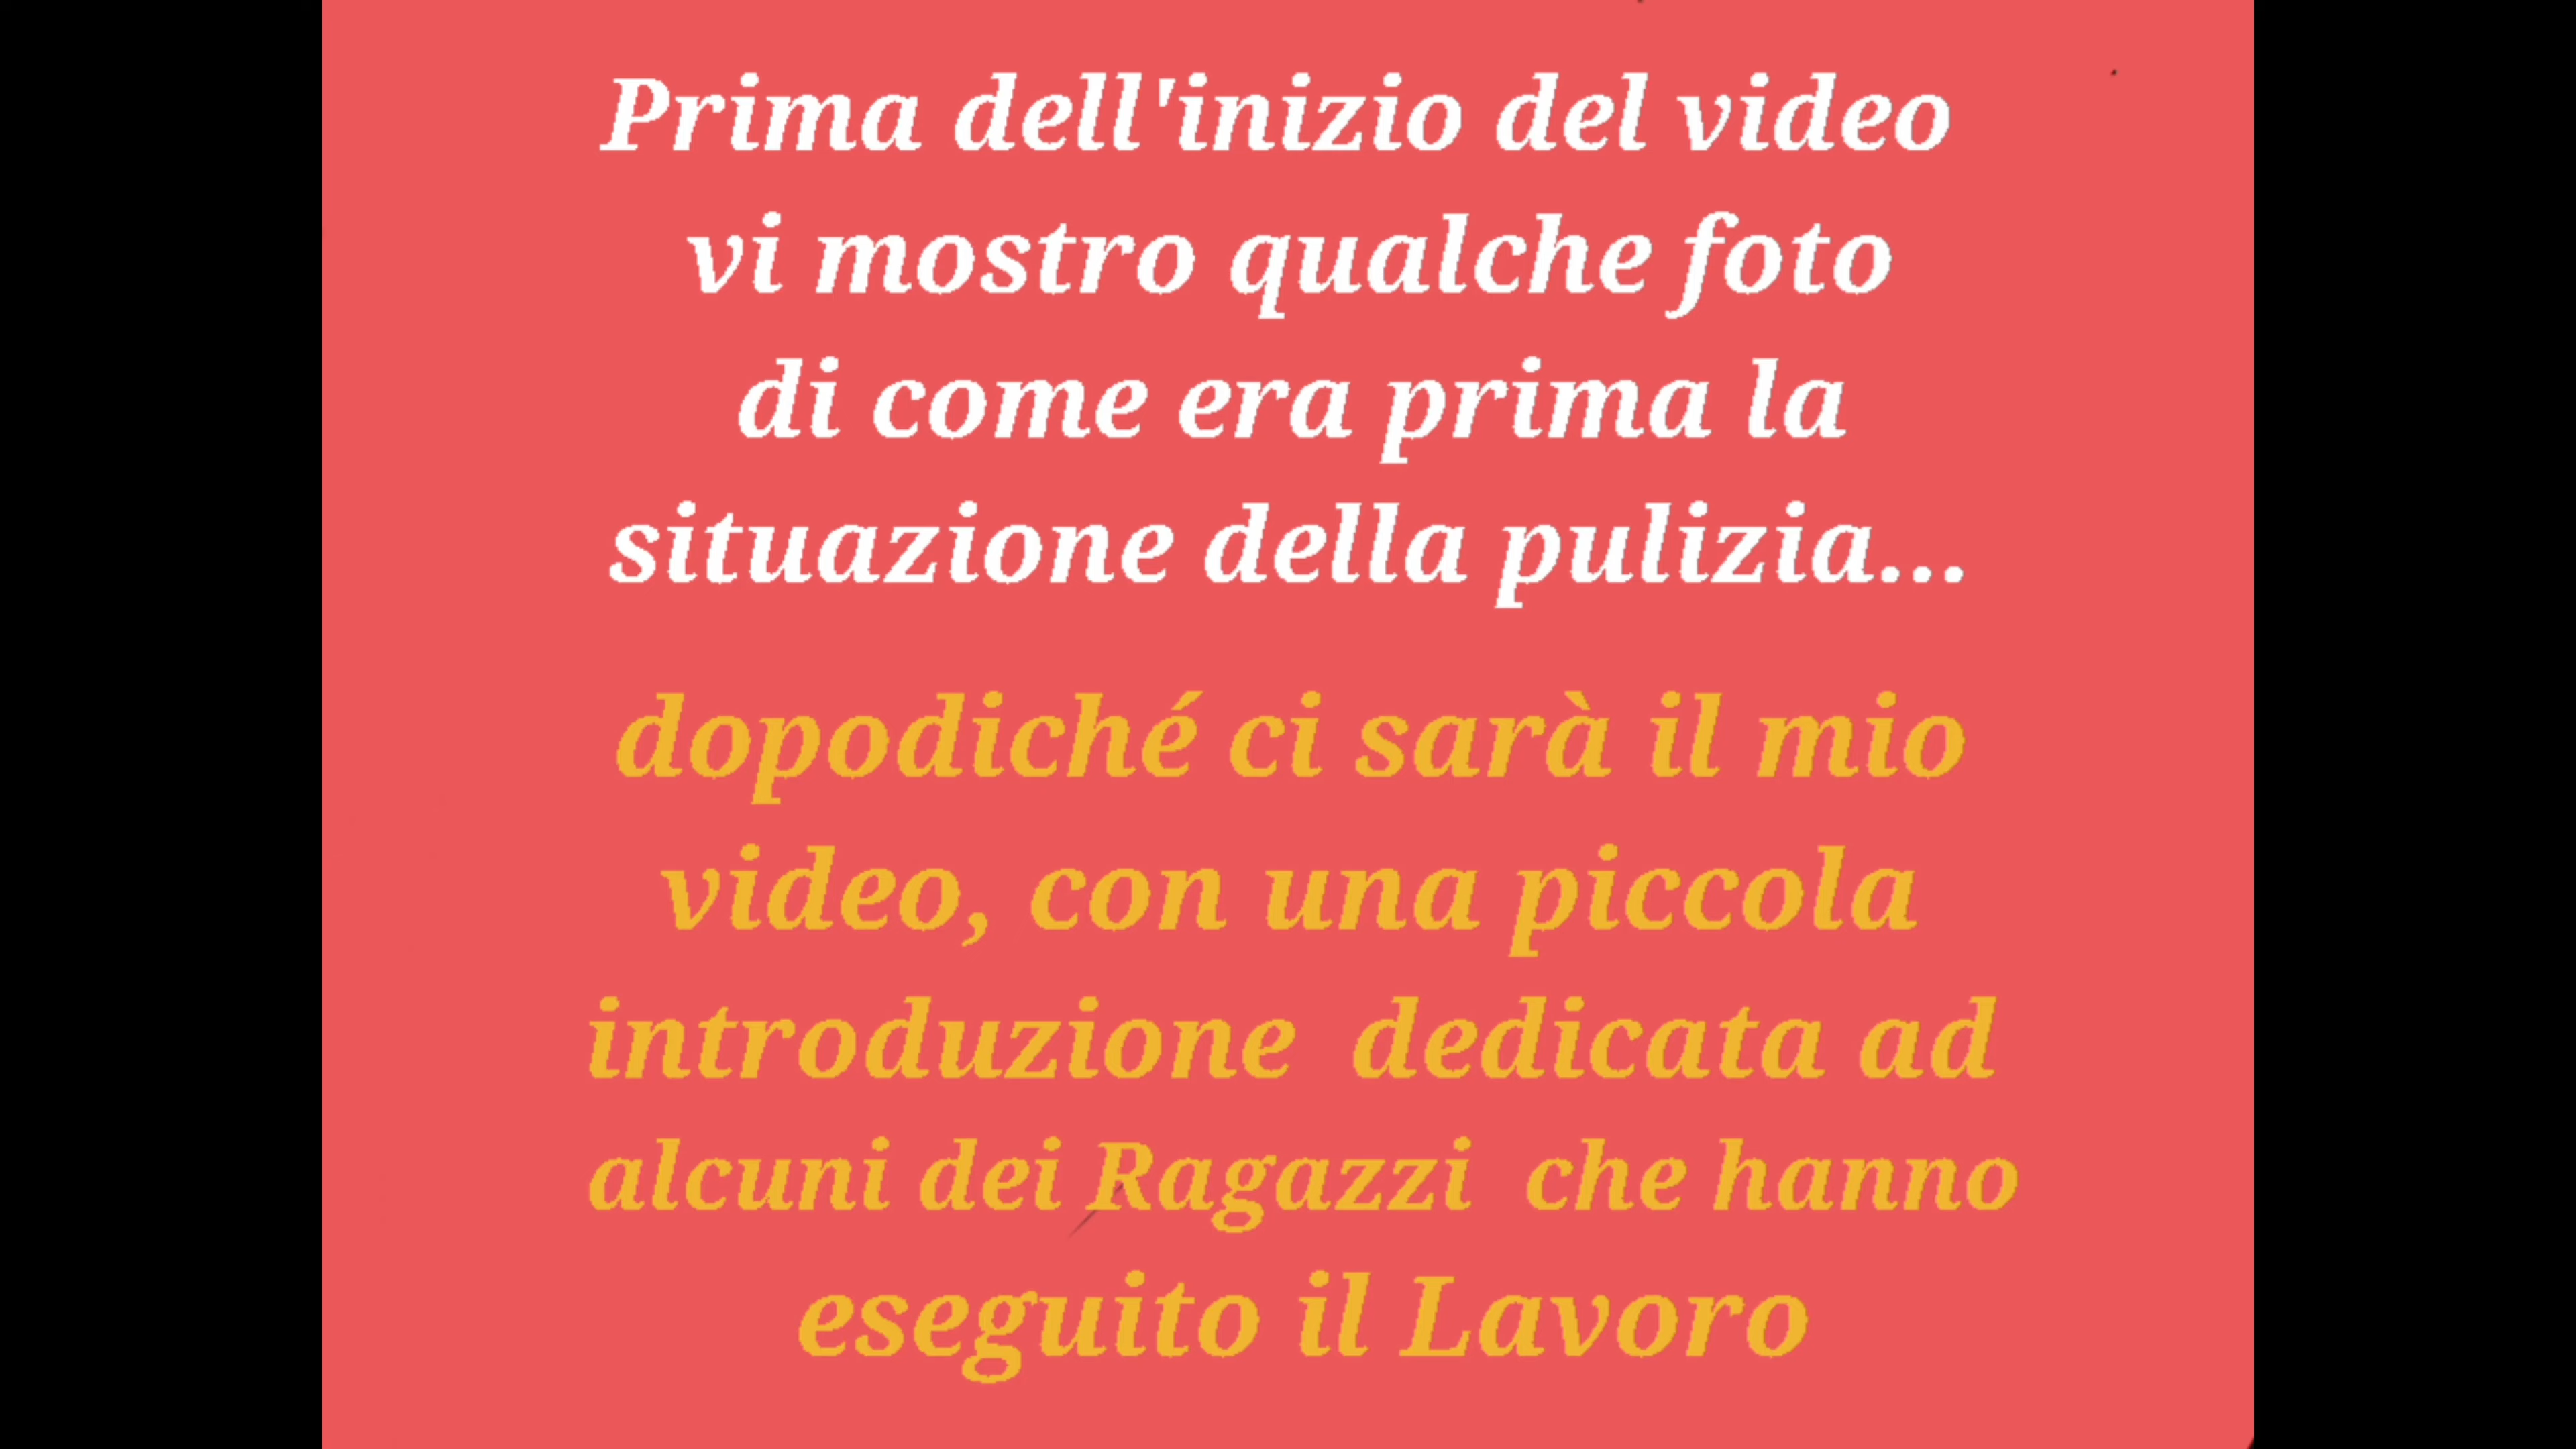 Prima dell'inizio del video
vi mostro qualche foto
di come era prima la
situazione della pulizia...
dopodiché ci sarà il mio
video, con una piccola
introduzione  dedicata ad
alcuni dei Ragazzi  che hanno
eseguito il Lavoro